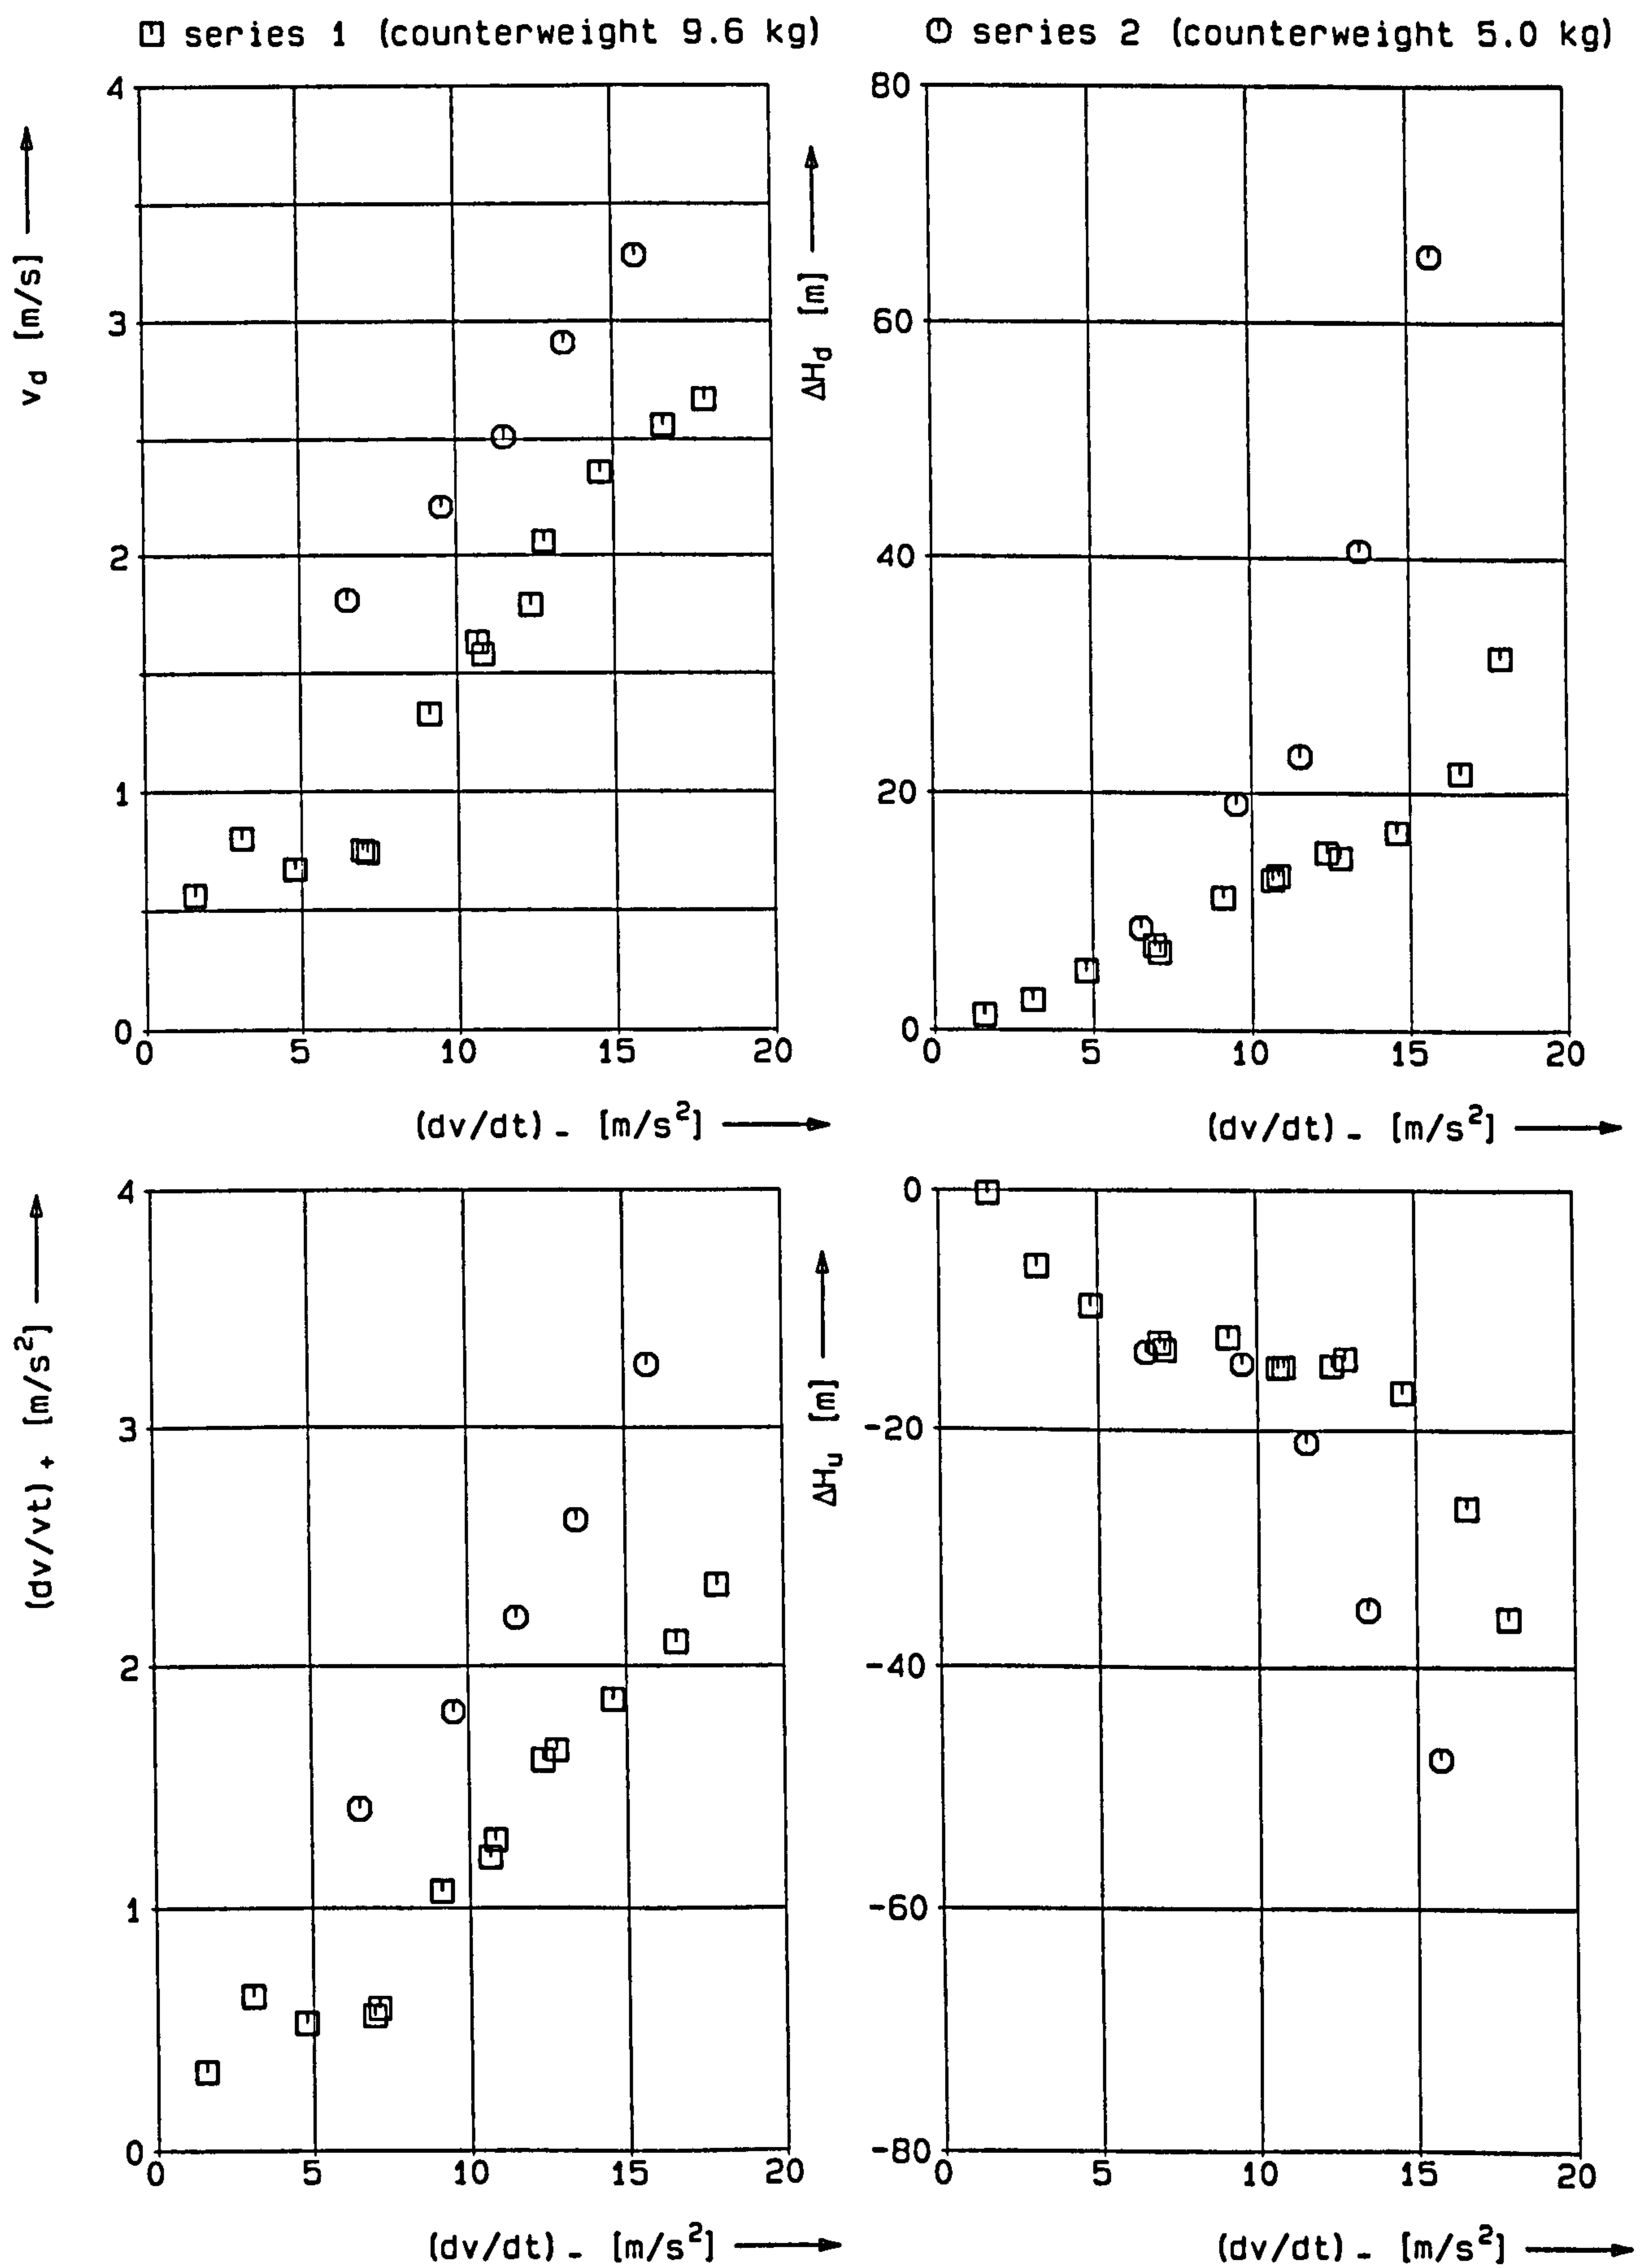 series 1 (counterweight 9.6 kg)
series 2 (counterweight 5.0 kg)
4
3
2
1
0
0 5 10 15 20
v_d [m/s]
(dv/dt)_- [m/s²]
80
60
40
20
0
0 5 10 15 20
ΔH_d [m]
(dv/dt)_- [m/s²]
4
3
2
1
0
0 5 10 15 20
(dv/vt)+ [m/s²]
(dv/dt)_- [m/s²]
0
-20
-40
-60
-80
0 5 10 15 20
ΔH_u [m]
(dv/dt)_- [m/s²]